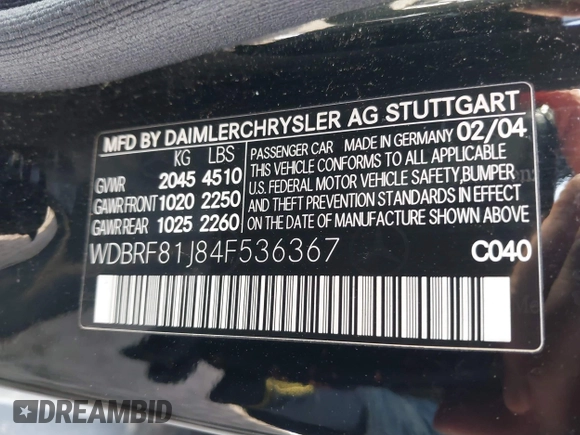 MFD BY DAIMLERCHRYSLER AG STUTTGART
KG LBS
GVWR 2045 4510
GAWR FRONT 1020 2250
GAWR REAR 1025 2260
PASSENGER CAR MADE IN GERMANY 02/04
THIS VEHICLE CONFORMS TO ALL APPLICABLE
U.S. FEDERAL MOTOR VEHICLE SAFETY,BUMPER
AND THEFT PREVENTION STANDARDS IN EFFECT
ON THE DATE OF MANUFACTURE SHOWN ABOVE.
WDBRF81J84F536367
C040
DREAMBID